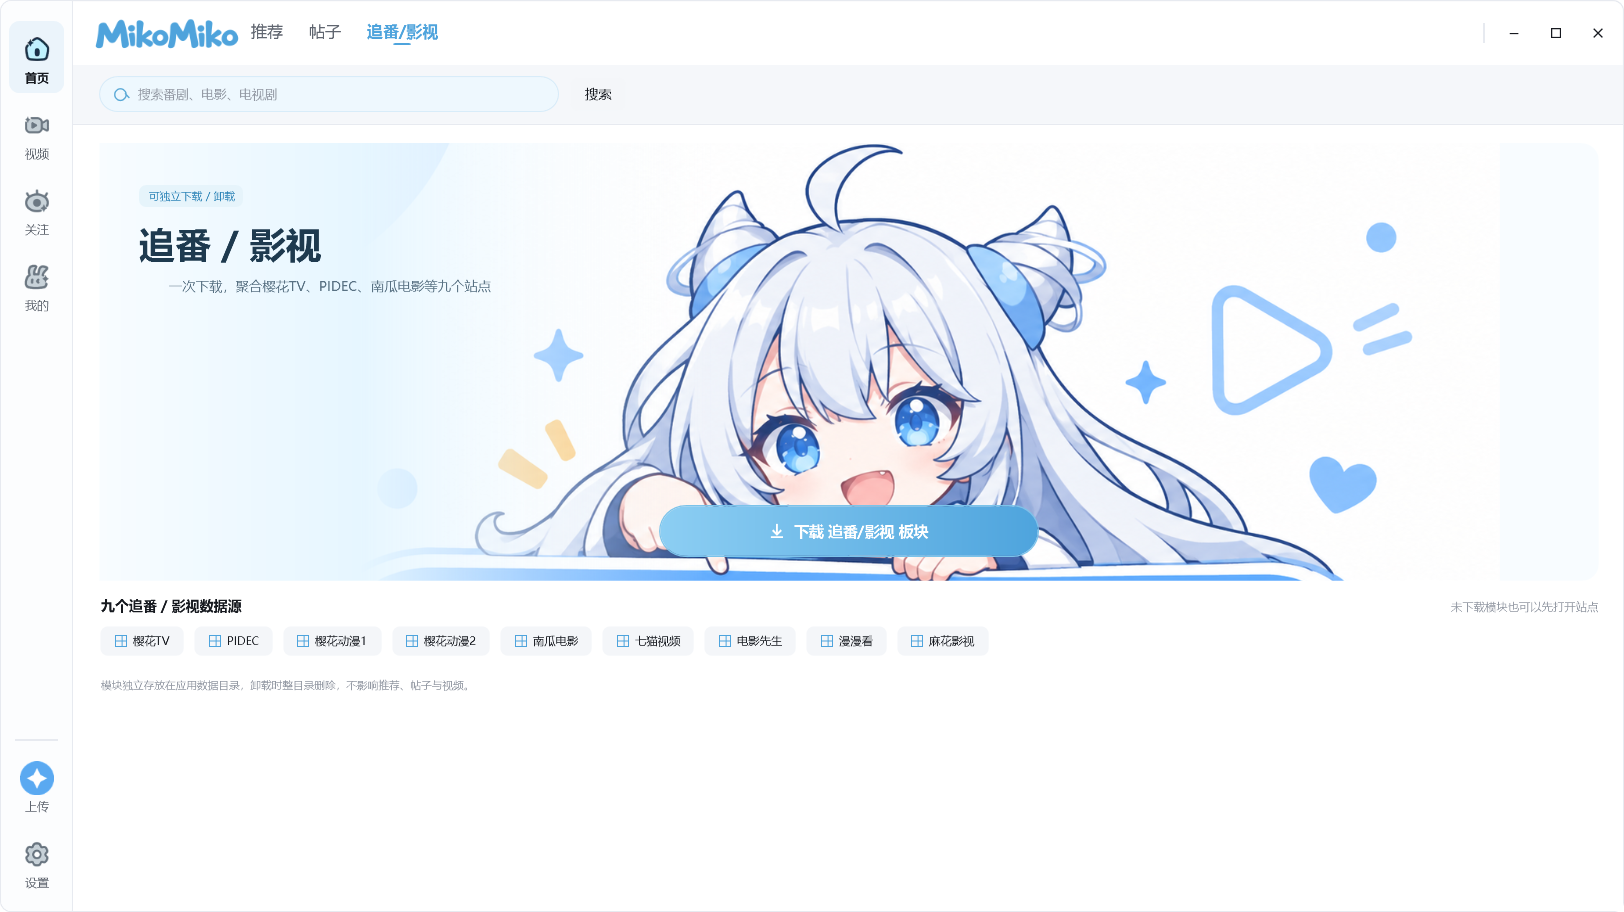 MikoMiko 推荐 帖子 追番/影视
首页
视频
关注
我的
上传
设置
搜索番剧、电影、电视剧 搜索
可独立下载 / 卸载
追番 / 影视
一次下载，聚合樱花TV、PIDEC、南瓜电影等九个站点
下载 追番/影视 板块
九个追番 / 影视数据源 未下载模块也可以先打开站点
樱花TV PIDEC 樱花动漫1 樱花动漫2 南瓜电影 七猫视频 电影先生 漫漫看 麻花影视
模块独立存放在应用数据目录，卸载时整目录删除，不影响推荐、帖子与视频。